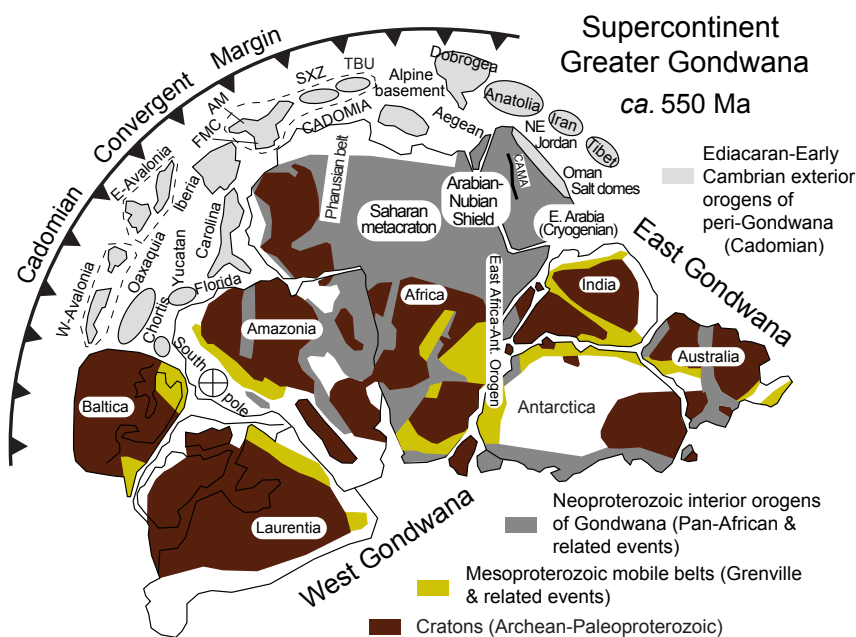 Supercontinent
Greater Gondwana
ca. 550 Ma
Cadomian Convergent Margin
Dobrogea
TBU
SXZ
Alpine
basement
AM
Anatolia
FMC
CADOMIA
Iran
Aegean
NE
Jordan
Tibet
E-Avalonia
Iberia
Pharusian belt
CAMA
Oman
Salt domes
Ediacaran-Early
Cambrian exterior
orogens of
peri-Gondwana
(Cadomian)
Arabian-
Nubian
Shield
Saharan
metacraton
E. Arabia
(Cryogenian)
Carolina
Yucatan
Oaxaquia
W-Avalonia
Florida
Chortis
East Gondwana
India
Africa
East Africa-Ant. Orogen
Amazonia
Australia
South
pole
Baltica
Antarctica
West Gondwana
Laurentia
Neoproterozoic interior orogens
of Gondwana (Pan-African &
related events)
Mesoproterozoic mobile belts (Grenville
& related events)
Cratons (Archean-Paleoproterozoic)